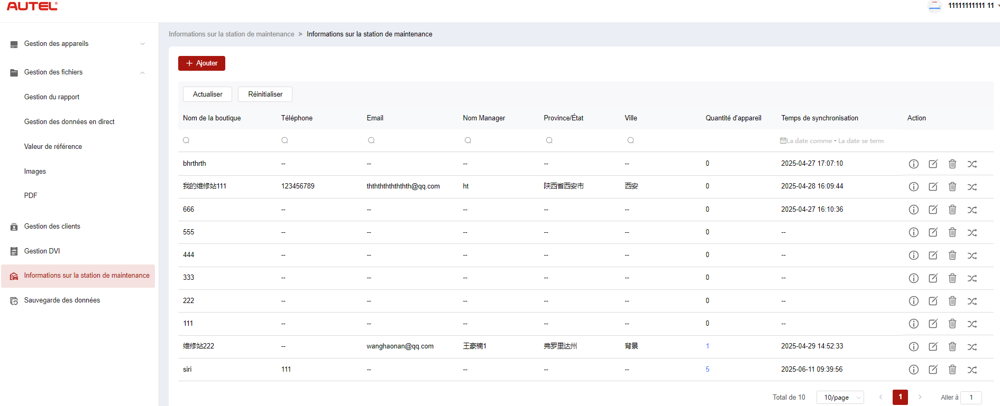 AUTEL
11111111111 11
Gestion des appareils
Gestion des fichiers
Gestion du rapport
Gestion des données en direct
Valeur de référence
Images
PDF
Gestion des clients
Gestion DVI
Informations sur la station de maintenance
Sauvegarde des données
Informations sur la station de maintenance > Informations sur la station de maintenance
+ Ajouter
Actualiser Réinitialiser
Nom de la boutique Téléphone Email Nom Manager Province/État Ville Quantité d'appareil Temps de synchronisation Action
La date comme - La date se term
bhrthrth -- -- -- -- -- 0 2025-04-27 17:07:10
我的维修站111 123456789 thththththththth@qq.com ht 陕西省西安市 西安 0 2025-04-28 16:09:44
666 -- -- -- -- -- 0 2025-04-27 16:10:36
555 -- -- -- -- -- 0 --
444 -- -- -- -- -- 0 --
333 -- -- -- -- -- 0 --
222 -- -- -- -- -- 0 --
111 -- -- -- -- -- 0 --
维修站222 -- wanghaonan@qq.com 王豪楠1 弗罗里达州 背景 1 2025-04-29 14:52:33
siri 111 -- -- -- -- 5 2025-06-11 09:39:56
Total de 10 10/page < 1 > Aller à 1